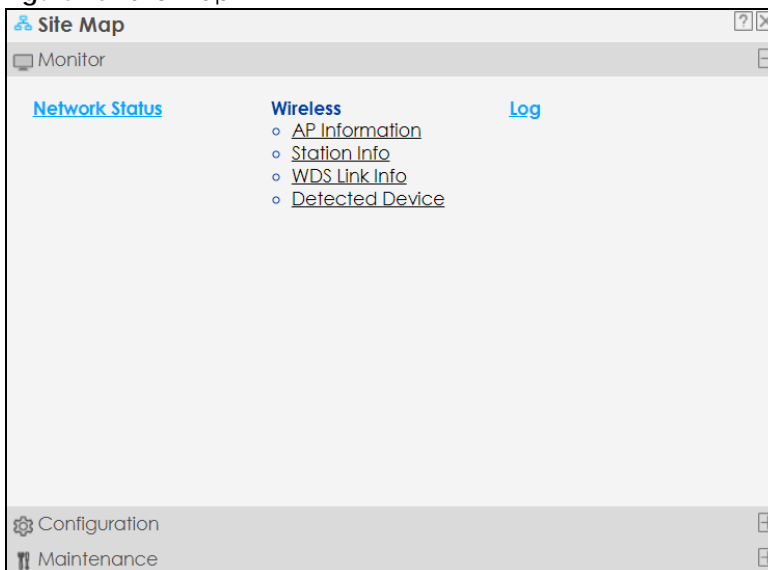 Site Map
Monitor
Network Status
Wireless
AP Information
Station Info
WDS Link Info
Detected Device
Log
Configuration
Maintenance